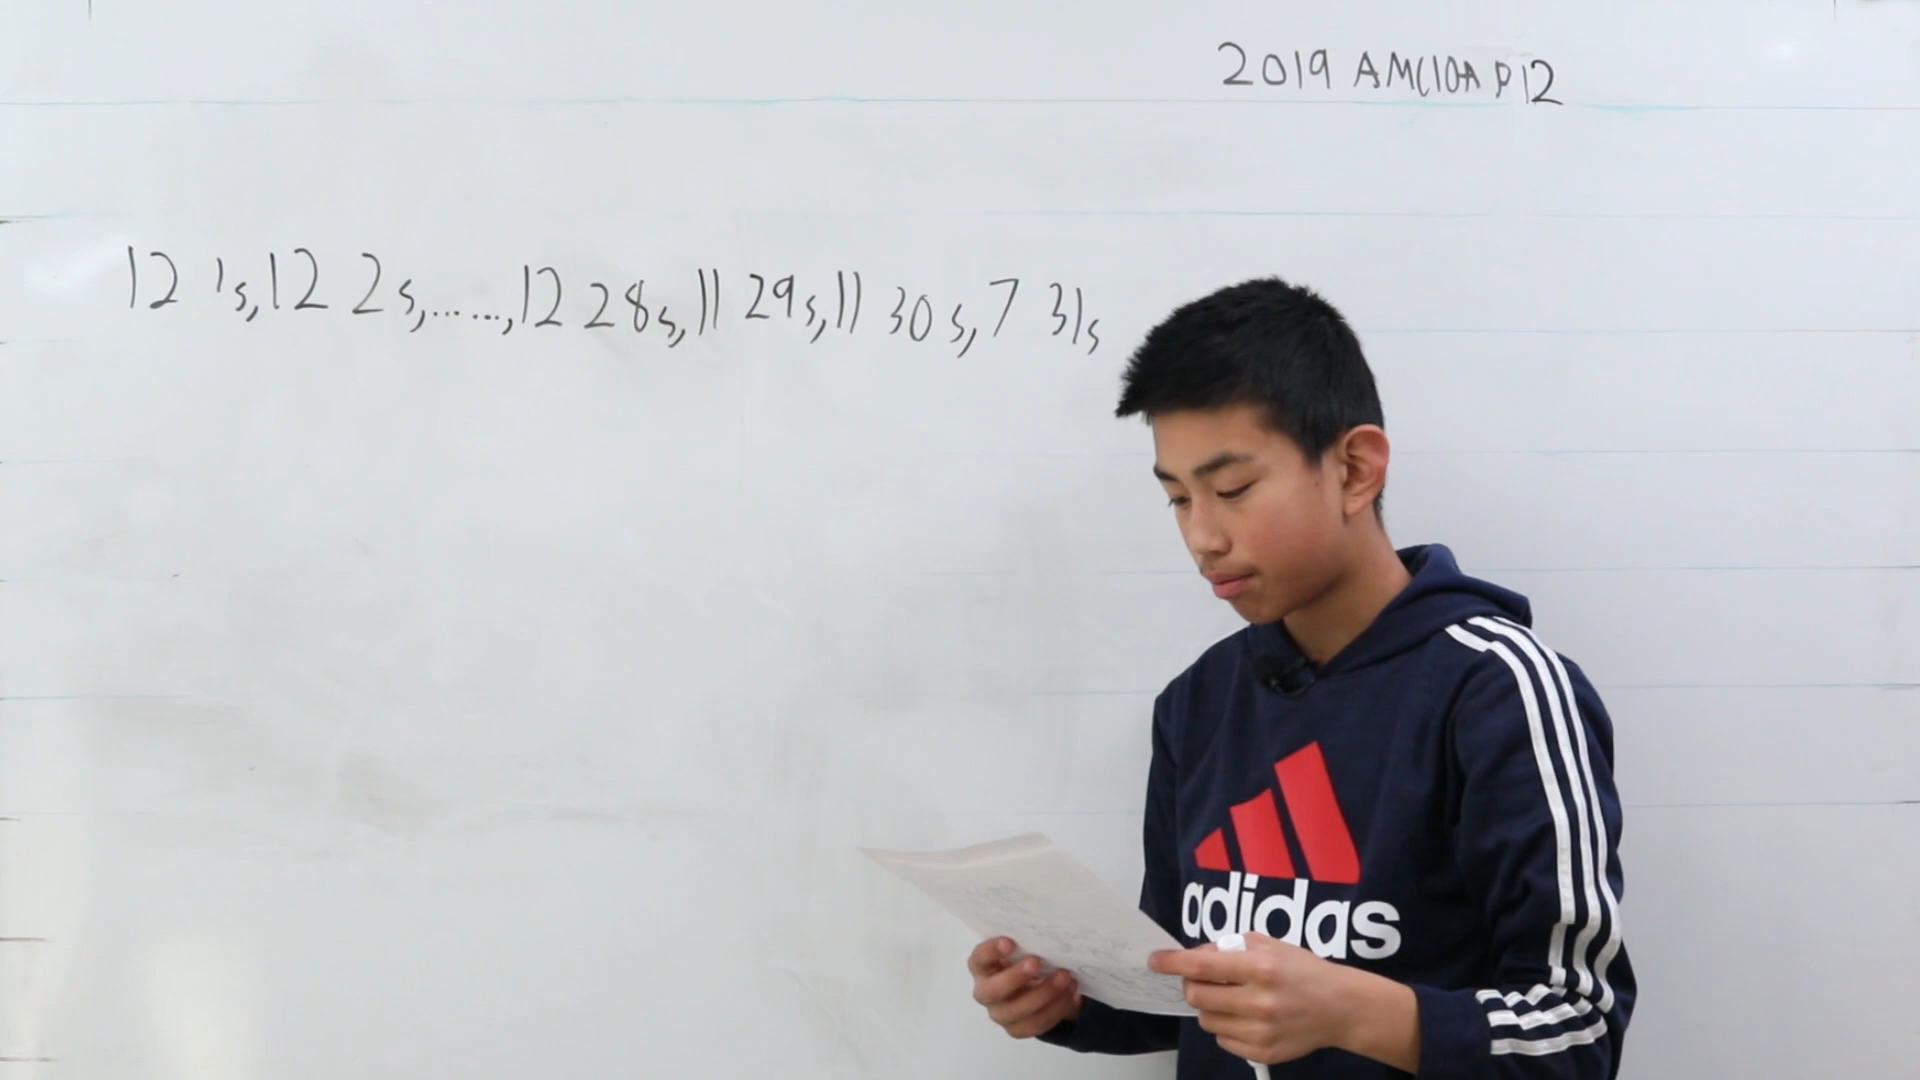 2019 AMC10A P12
12 1s, 12 2s, ... ..., 12 28s, 11 29s, 11 30s, 7 31s
adidas